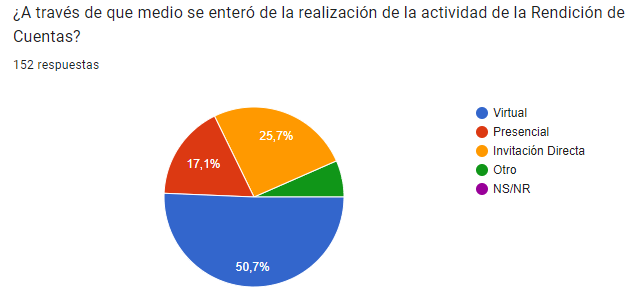 ¿A través de que medio se enteró de la realización de la actividad de la Rendición de
Cuentas?
152 respuestas
Virtual
Presencial
Invitación Directa
Otro
NS/NR
25,7%
17,1%
50,7%